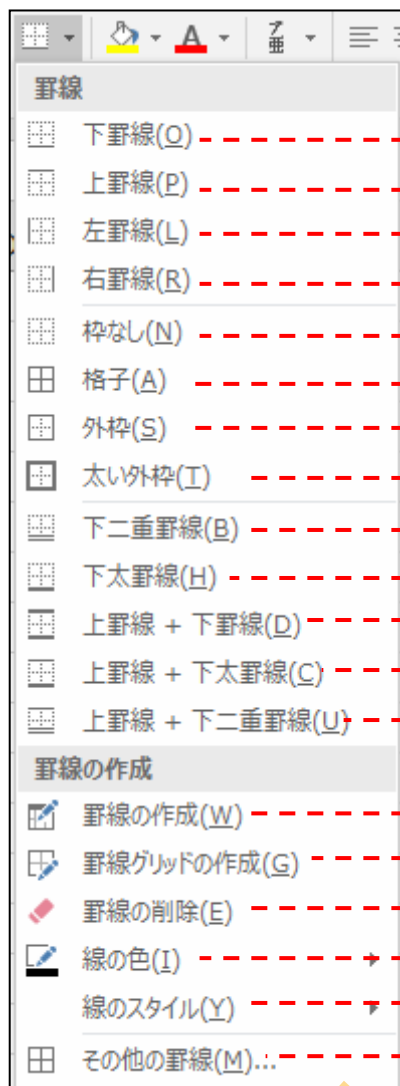 A
ア
亜
罫線
下罫線(O)
上罫線(P)
左罫線(L)
右罫線(R)
枠なし(N)
格子(A)
外枠(S)
太い外枠(T)
下二重罫線(B)
下太罫線(H)
上罫線 + 下罫線(D)
上罫線 + 下太罫線(C)
上罫線 + 下二重罫線(U)
罫線の作成
罫線の作成(W)
罫線グリッドの作成(G)
罫線の削除(E)
線の色(I)
線のスタイル(Y)
その他の罫線(M)...